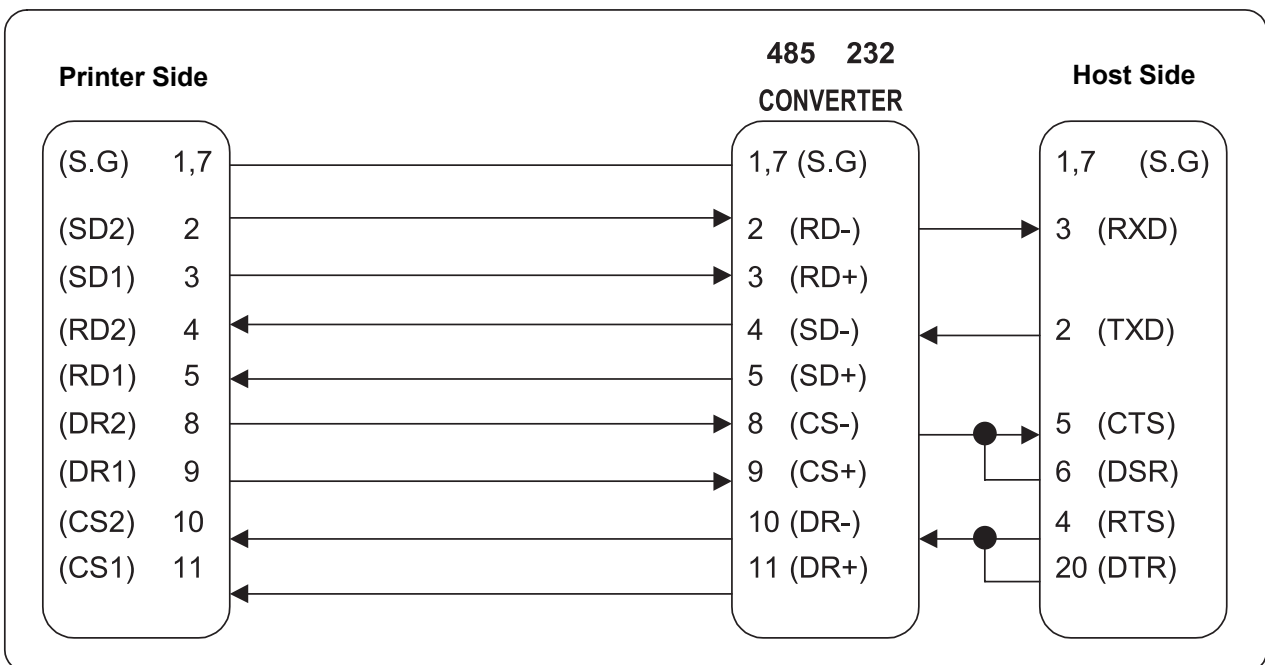 485 232
Printer Side
Host Side
CONVERTER
(S.G) 1,7
1,7 (S.G)
1,7 (S.G)
(SD2) 2
2 (RD-)
3 (RXD)
(SD1) 3
3 (RD+)
(RD2) 4
4 (SD-)
2 (TXD)
(RD1) 5
5 (SD+)
(DR2) 8
8 (CS-)
5 (CTS)
(DR1) 9
9 (CS+)
6 (DSR)
(CS2) 10
10 (DR-)
4 (RTS)
(CS1) 11
11 (DR+)
20 (DTR)